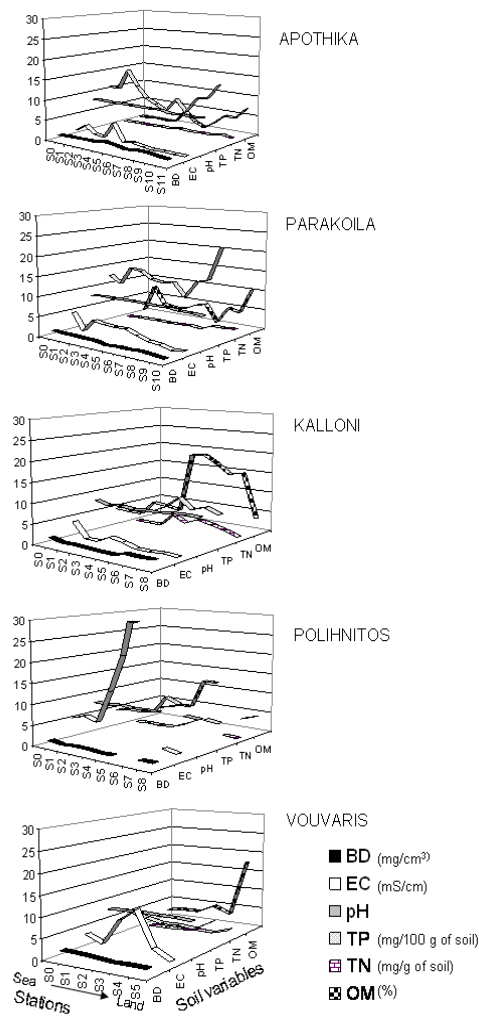 APOTHIKA
30
25
20
15
10
5
0
S0 S1 S2 S3 S4 S5 S6 S7 S8 S9 S10 S11
BD EC pH TP TN OM
PARAKOILA
30
25
20
15
10
5
0
S0 S1 S2 S3 S4 S5 S6 S7 S8 S9 S10
BD EC pH TP TN OM
KALLONI
30
25
20
15
10
5
0
S0 S1 S2 S3 S4 S5 S6 S7 S8
BD EC pH TP TN OM
POLIHNITOS
30
25
20
15
10
5
0
S0 S1 S2 S3 S4 S5 S6 S7 S8
BD EC pH TP TN OM
VOUVARIS
30
25
20
15
10
5
0
S0 S1 S2 S3 S4 S5
BD EC pH TP TN OM
Sea Land
Stations
Soil variables
BD (mg/cm³)
EC (mS/cm)
pH
TP (mg/100 g of soil)
TN (mg/g of soil)
OM (%)